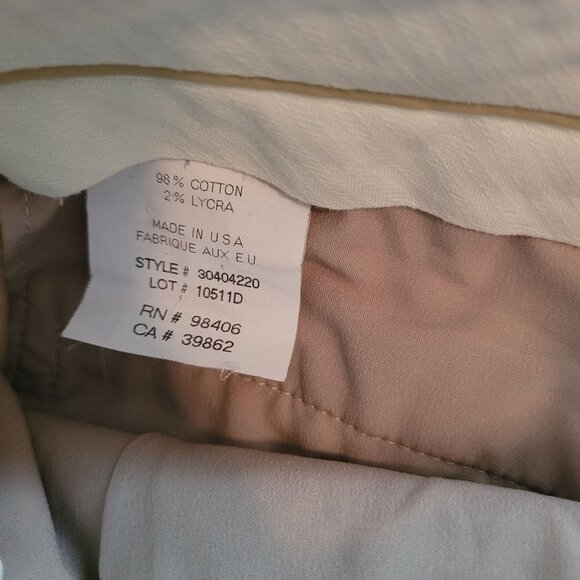 98% COTTON
2% LYCRA
MADE IN USA
FABRIQUE AUX E.U
STYLE # 30404220
LOT # 10511D
RN # 98406
CA # 39862